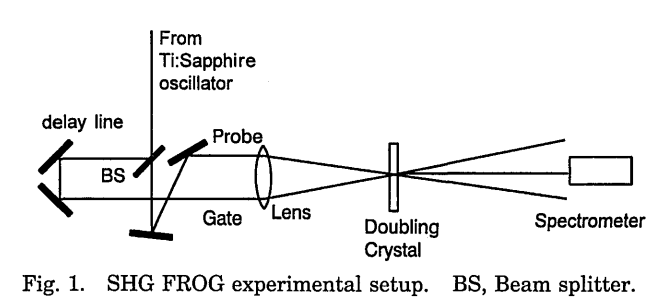 From
Ti:Sapphire
oscillator
delay line
Probe
BS
Gate
Lens
Doubling
Crystal
Spectrometer
Fig. 1. SHG FROG experimental setup. BS, Beam splitter.